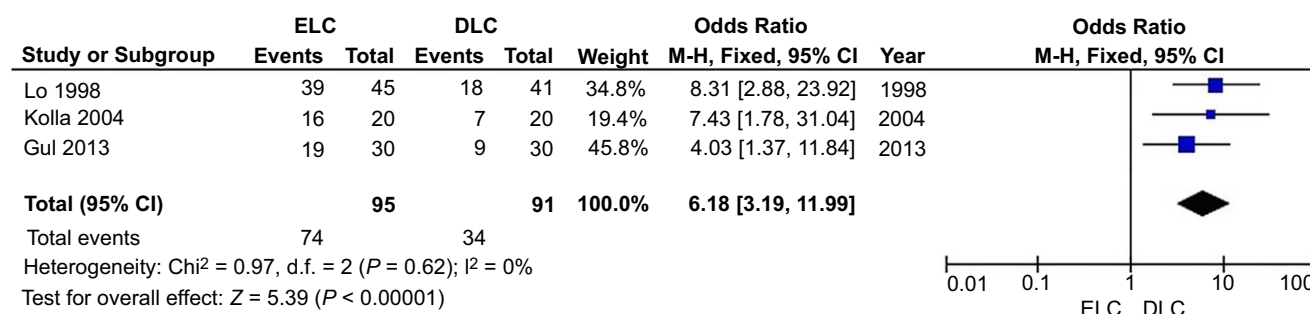 ELC DLC Odds Ratio Odds Ratio
Study or Subgroup Events Total Events Total Weight M-H, Fixed, 95% CI Year M-H, Fixed, 95% CI
Lo 1998 39 45 18 41 34.8% 8.31 [2.88, 23.92] 1998
Kolla 2004 16 20 7 20 19.4% 7.43 [1.78, 31.04] 2004
Gul 2013 19 30 9 30 45.8% 4.03 [1.37, 11.84] 2013
Total (95% CI) 95 91 100.0% 6.18 [3.19, 11.99]
Total events 74 34
Heterogeneity: Chi² = 0.97, d.f. = 2 (P = 0.62); I² = 0%
Test for overall effect: Z = 5.39 (P < 0.00001)
0.01 0.1 1 10 100
ELC DLC